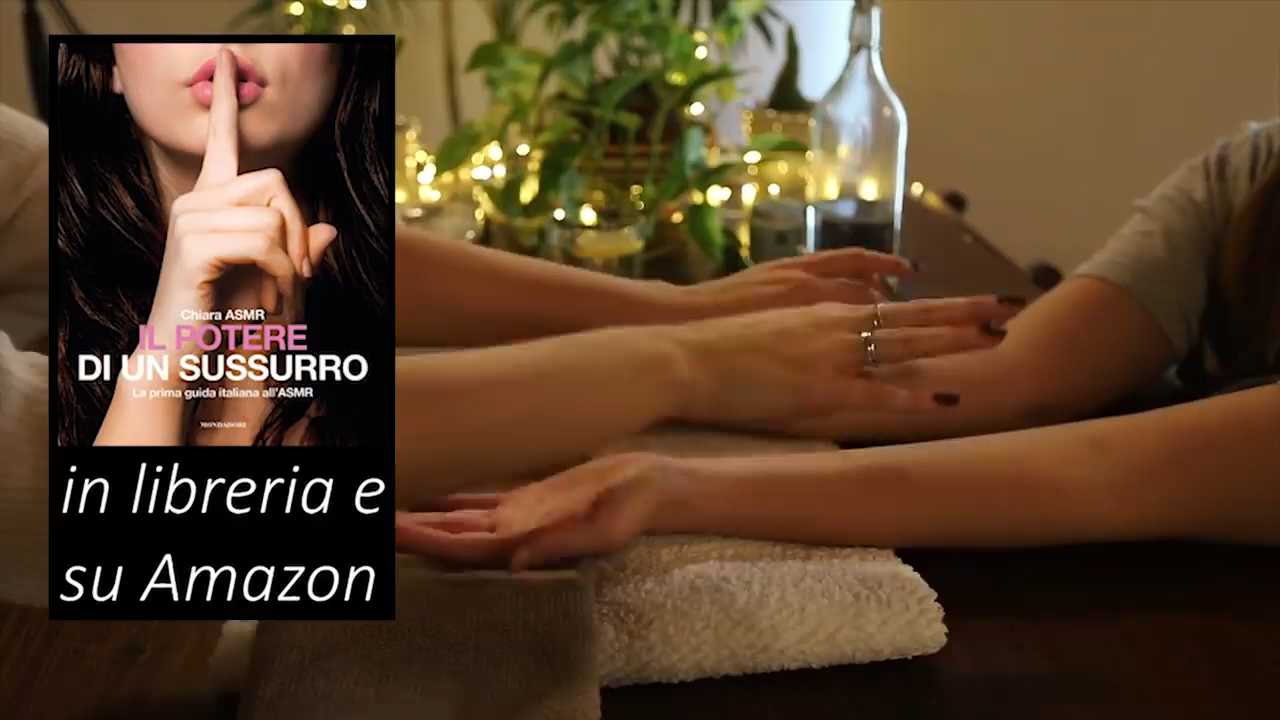 Chiara ASMR
IL POTERE
DI UN SUSSURRO
La prima guida italiana all'ASMR
MONDADORI
in libreria e
su Amazon